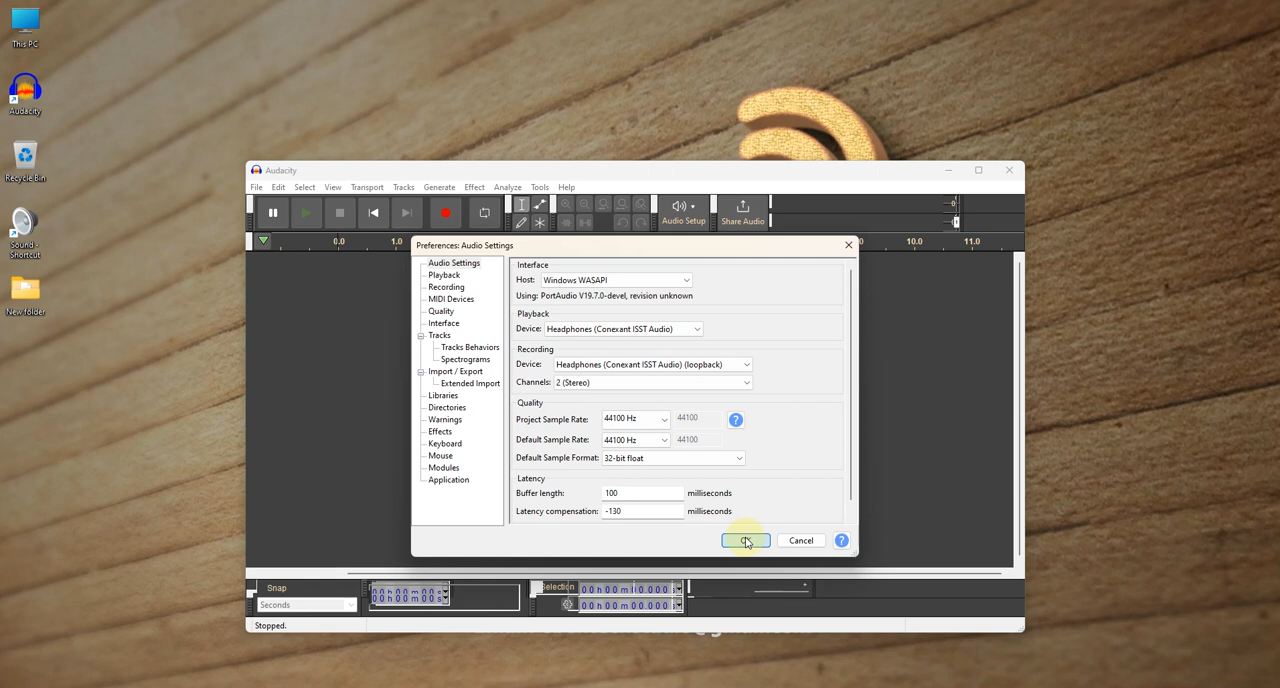 This PC
Audacity
Recycle Bin
Sound -
Shortcut
New folder
Audacity
File Edit Select View Transport Tracks Generate Effect Analyze Tools Help
Audio Setup
Share Audio
0.0 1.0 10.0 11.0
Preferences: Audio Settings
Audio Settings
Playback
Recording
MIDI Devices
Quality
Interface
Tracks
Tracks Behaviors
Spectrograms
Import / Export
Extended Import
Libraries
Directories
Warnings
Effects
Keyboard
Mouse
Modules
Application
Interface
Host: Windows WASAPI
Using: PortAudio V19.7.0-devel, revision unknown
Playback
Device: Headphones (Conexant ISST Audio)
Recording
Device: Headphones (Conexant ISST Audio) (loopback)
Channels: 2 (Stereo)
Quality
Project Sample Rate: 44100 Hz 44100 ?
Default Sample Rate: 44100 Hz 44100
Default Sample Format: 32-bit float
Latency
Buffer length: 100 milliseconds
Latency compensation: -130 milliseconds
Cancel ?
Snap
Seconds
00h00m00s
Selection
00h00m00.000s
00h00m00.000s
Stopped.